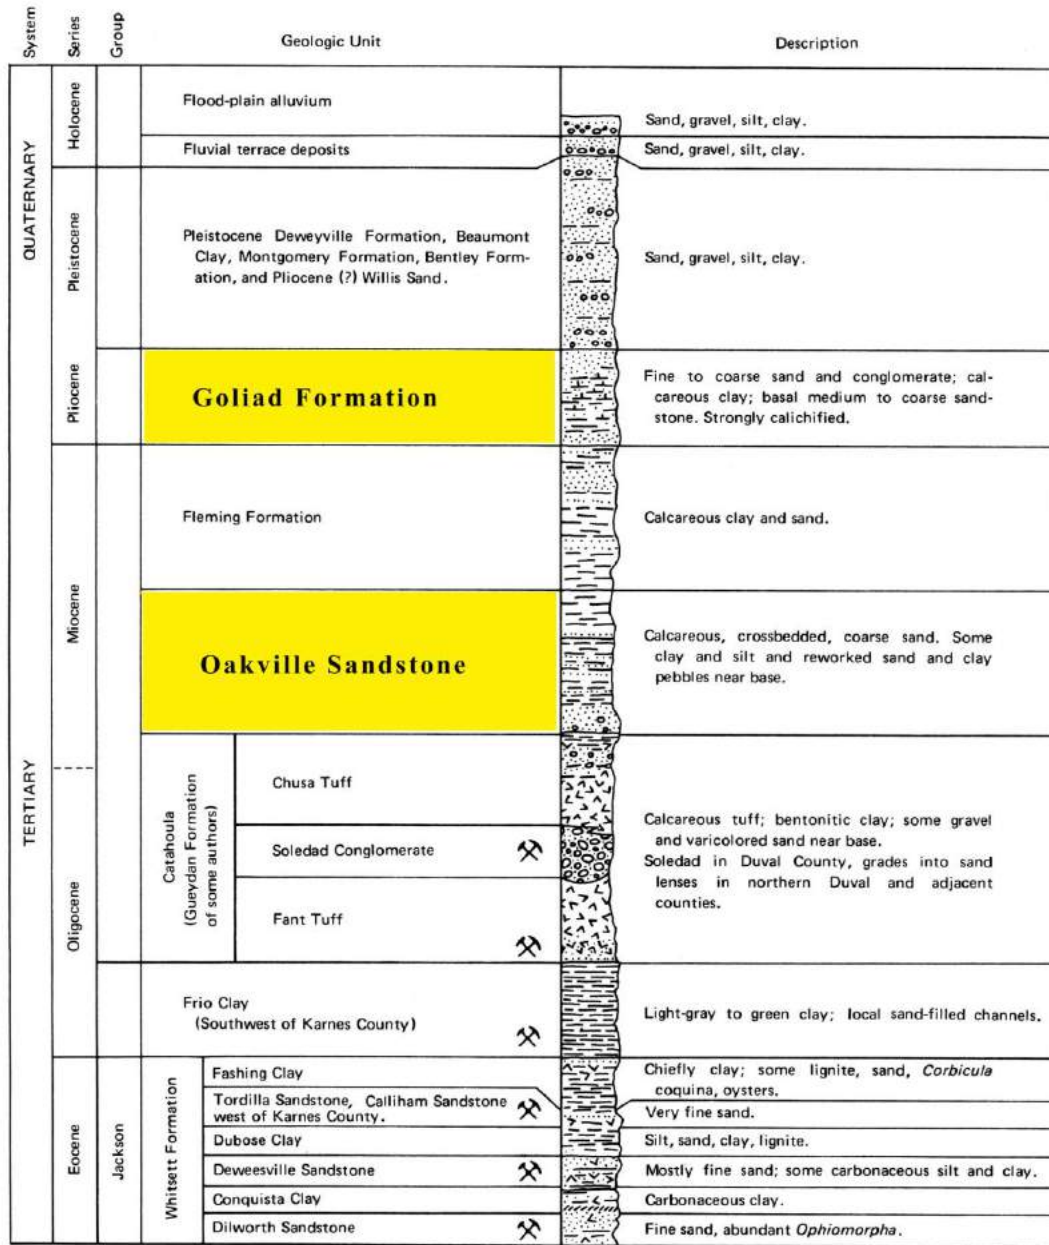 System
Series
Group
Geologic Unit
Description
QUATERNARY
Holocene
Flood-plain alluvium
Sand, gravel, silt, clay.
Fluvial terrace deposits
Sand, gravel, silt, clay.
Pleistocene
Pleistocene Deweyville Formation, Beaumont
Clay, Montgomery Formation, Bentley Form-
ation, and Pliocene (?) Willis Sand.
Sand, gravel, silt, clay.
TERTIARY
Pliocene
Goliad Formation
Fine to coarse sand and conglomerate; cal-
careous clay; basal medium to coarse sand-
stone. Strongly calichified.
Miocene
Fleming Formation
Calcareous clay and sand.
Oakville Sandstone
Calcareous, crossbedded, coarse sand. Some
clay and silt and reworked sand and clay
pebbles near base.
Oligocene
Catahoula
(Gueydan Formation
of some authors)
Chusa Tuff
Soledad Conglomerate
Fant Tuff
Calcareous tuff; bentonitic clay; some gravel
and varicolored sand near base.
Soledad in Duval County, grades into sand
lenses in northern Duval and adjacent
counties.
Frio Clay
(Southwest of Karnes County)
Light-gray to green clay; local sand-filled channels.
Eocene
Jackson
Whitsett Formation
Fashing Clay
Chiefly clay; some lignite, sand, Corbicula
coquina, oysters.
Tordilla Sandstone, Calliham Sandstone
west of Karnes County.
Very fine sand.
Dubose Clay
Silt, sand, clay, lignite.
Deweesville Sandstone
Mostly fine sand; some carbonaceous silt and clay.
Conquista Clay
Carbonaceous clay.
Dilworth Sandstone
Fine sand, abundant Ophiomorpha.